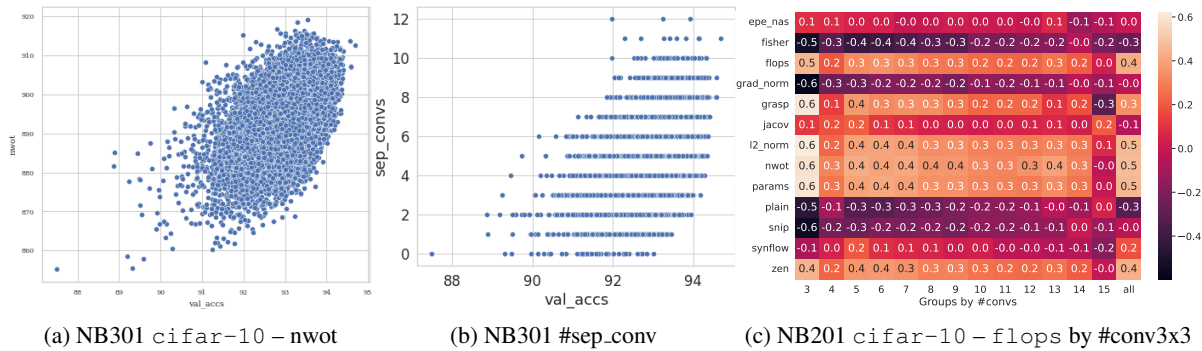 920
910
900
890
880
870
860
nwot
88
89
90
91
92
93
94
95
val_accs
(a) NB301 cifar-10 – nwot
12
10
8
6
4
2
0
sep_convs
88
90
92
94
val_accs
(b) NB301 #sep_conv
epe_nas 0.1 0.1 0.0 0.0 -0.0 -0.0 0.0 0.0 0.0 -0.0 0.1 -0.1 -0.1 0.0
fisher -0.5 -0.3 -0.4 -0.4 -0.4 -0.3 -0.3 -0.2 -0.2 -0.2 -0.2 -0.0 -0.2 -0.3
flops 0.5 0.2 0.3 0.3 0.3 0.2 0.2 0.2 0.2 0.2 0.2 0.2 0.0 0.4
grad_norm -0.6 -0.3 -0.3 -0.2 -0.2 -0.2 -0.2 -0.1 -0.1 -0.1 -0.1 -0.0 -0.1 -0.0
grasp 0.6 0.1 0.4 0.3 0.3 0.3 0.3 0.2 0.2 0.2 0.1 0.2 -0.3 0.3
jacov 0.1 0.2 0.2 0.1 0.1 0.0 0.0 0.0 0.1 0.0 0.1 0.0 0.2 -0.1
l2_norm 0.6 0.2 0.4 0.4 0.4 0.3 0.3 0.3 0.3 0.3 0.3 0.3 0.0 0.5
nwot 0.6 0.3 0.4 0.4 0.3 0.4 0.4 0.3 0.3 0.3 0.4 0.3 -0.0 0.5
params 0.6 0.3 0.4 0.4 0.4 0.3 0.3 0.3 0.3 0.3 0.3 0.3 0.0 0.5
plain -0.5 -0.1 -0.3 -0.3 -0.3 -0.3 -0.2 -0.2 -0.2 -0.1 -0.0 -0.1 0.0 -0.3
snip -0.6 -0.2 -0.3 -0.2 -0.2 -0.2 -0.2 -0.1 -0.1 -0.1 -0.1 0.0 -0.1 -0.0
synflow -0.1 0.0 0.2 0.1 0.1 0.1 0.0 -0.0 -0.0 -0.0 -0.1 -0.1 -0.2 0.2
zen 0.4 0.2 0.4 0.4 0.3 0.3 0.3 0.2 0.2 0.3 0.2 0.3 -0.0 0.4
3 4 5 6 7 8 9 10 11 12 13 14 15 all
Groups by #convs
0.6
0.4
0.2
0.0
-0.2
-0.4
(c) NB201 cifar-10 – flops by #conv3x3